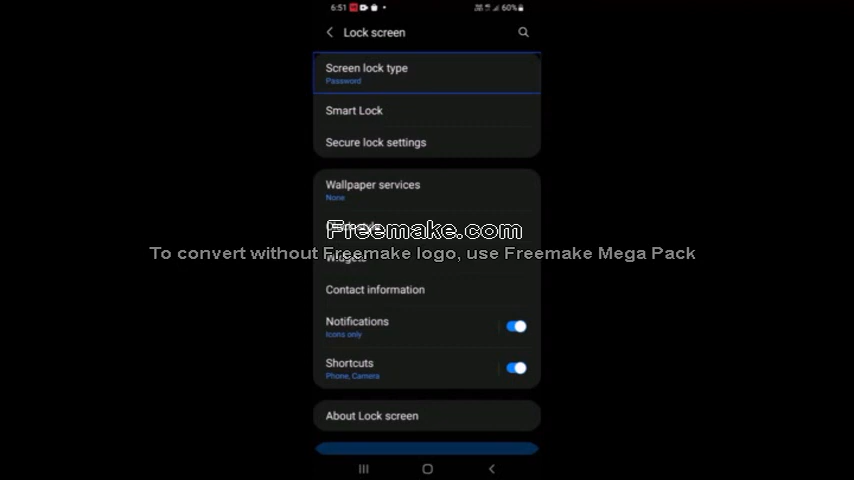 6:51
60%
Lock screen
Screen lock type
Password
Smart Lock
Secure lock settings
Wallpaper services
None
Freemake.com
To convert without Freemake logo, use Freemake Mega Pack
Widgets
Contact information
Notifications
Icons only
Shortcuts
Phone, Camera
About Lock screen